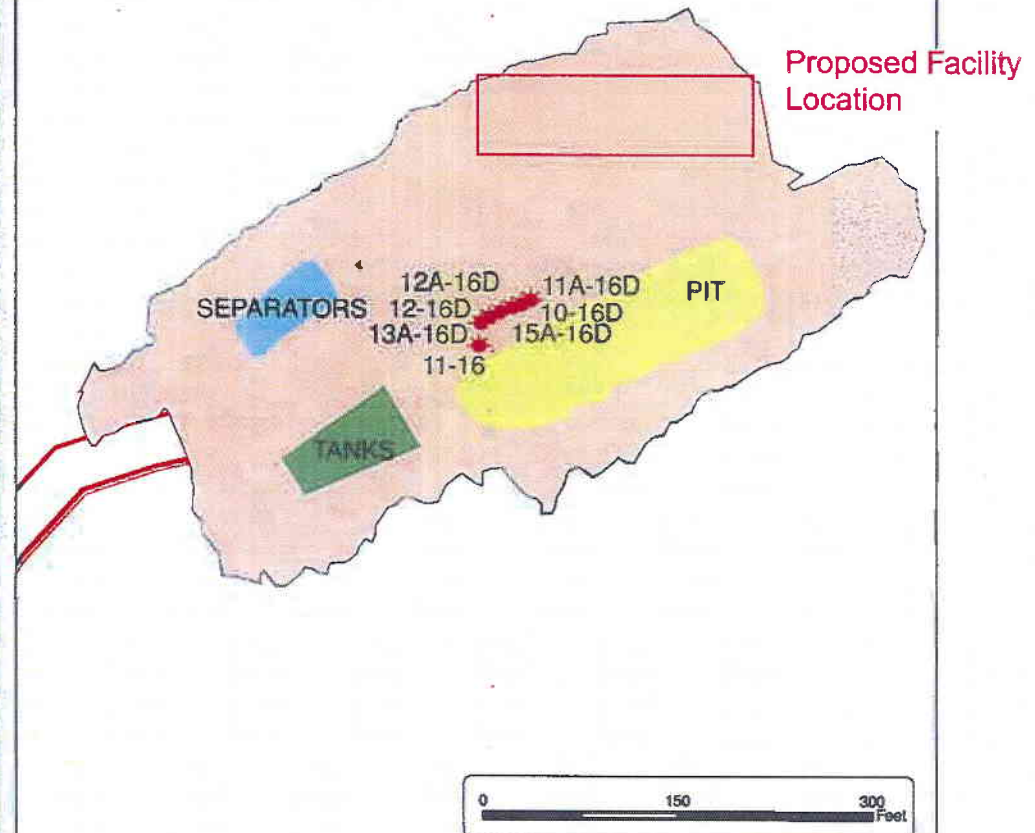 Proposed Facility
Location
SEPARATORS
12A-16D
11A-16D
PIT
12-16D
10-16D
13A-16D
15A-16D
11-16
TANKS
0 150 300
Feet